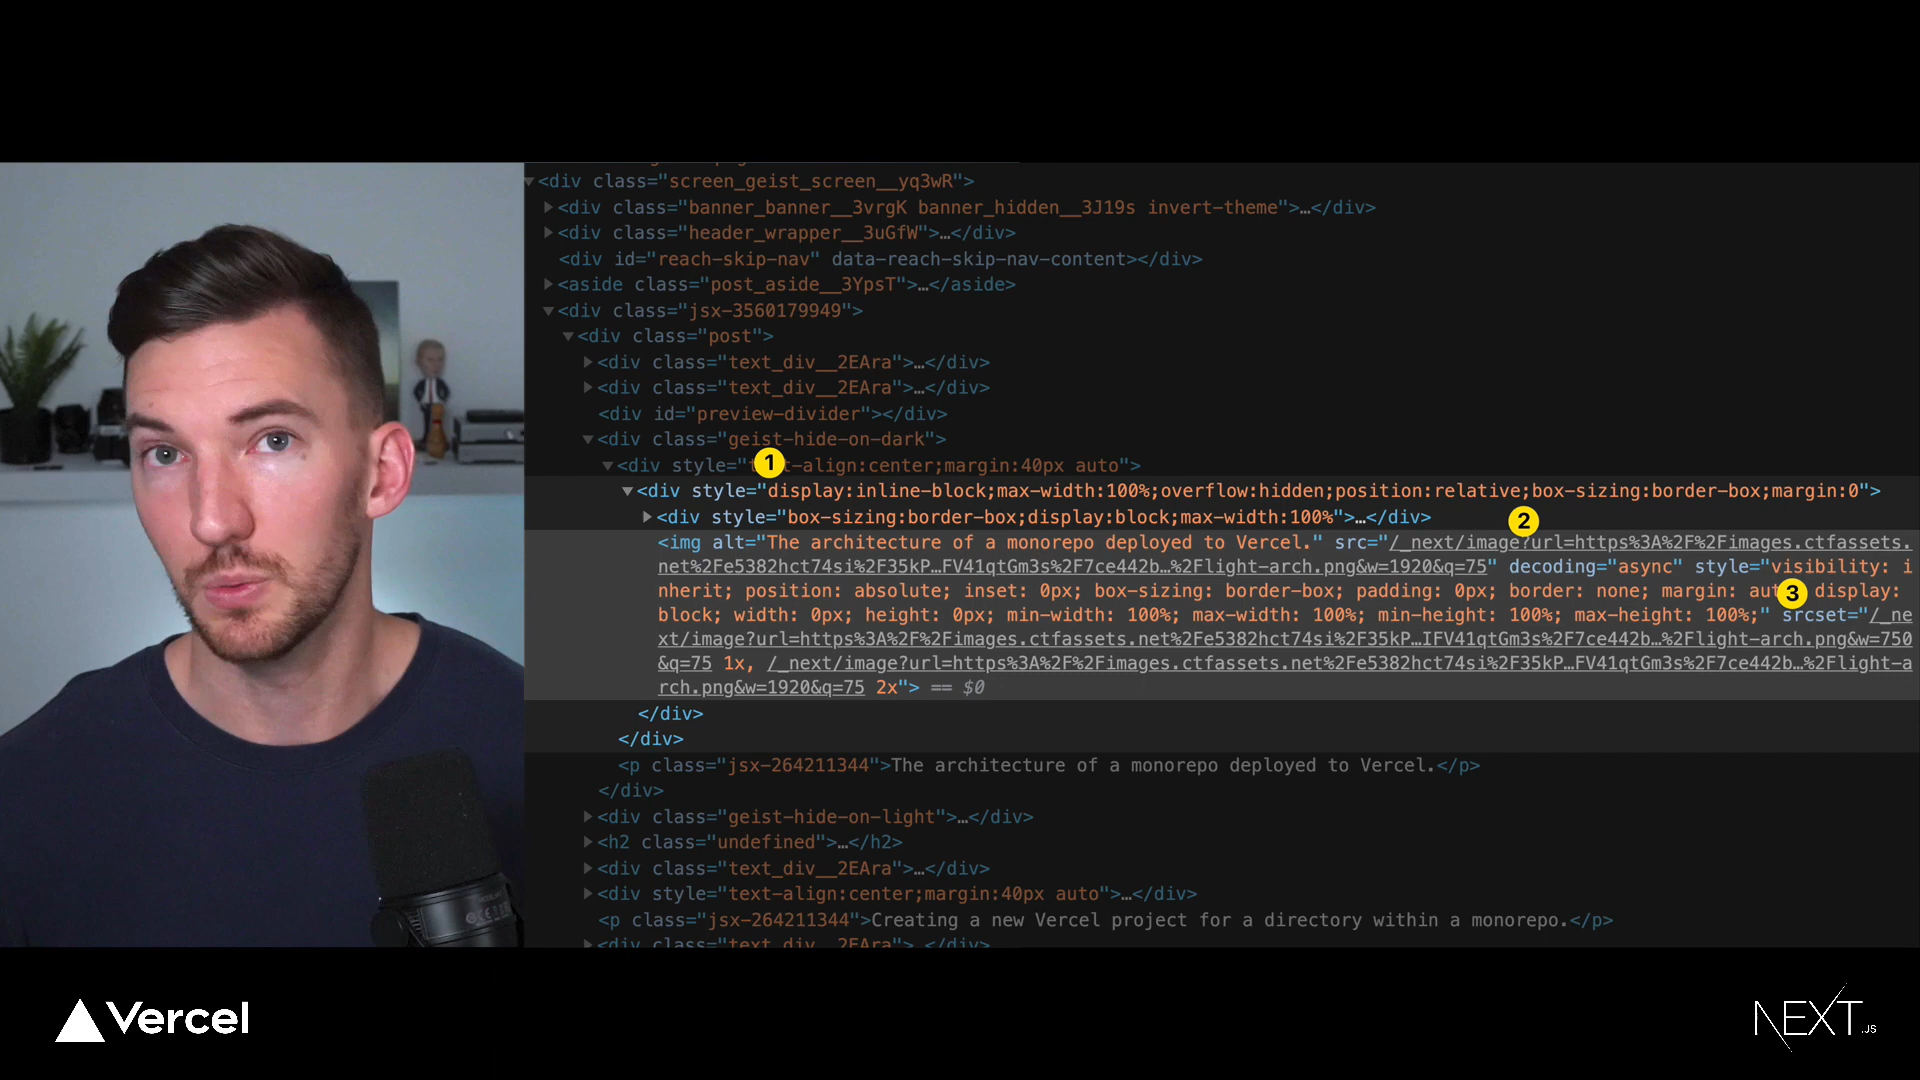 <div class="screen_geist_screen__yq3wR">
<div class="banner_banner__3vrgK banner_hidden__3J19s invert-theme">…</div>
<div class="header_wrapper__3uGfW">…</div>
<div id="reach-skip-nav" data-reach-skip-nav-content></div>
<aside class="post_aside__3YpsT">…</aside>
<div class="jsx-3560179949">
<div class="post">
<div class="text_div__2EAra">…</div>
<div class="text_div__2EAra">…</div>
<div id="preview-divider"></div>
<div class="geist-hide-on-dark">
1
<div style="t -align:center;margin:40px auto">
<div style="display:inline-block;max-width:100%;overflow:hidden;position:relative;box-sizing:border-box;margin:0">
<div style="box-sizing:border-box;display:block;max-width:100%">…</div>
2
<img alt="The architecture of a monorepo deployed to Vercel." src="/_next/image?url=https%3A%2F%2Fimages.ctfassets.
net%2Fe5382hct74si%2F35kP…FV41qtGm3s%2F7ce442b…%2Flight-arch.png&w=1920&q=75" decoding="async" style="visibility: i
nherit; position: absolute; inset: 0px; box-sizing: border-box; padding: 0px; border: none; margin: aut 3 display:
block; width: 0px; height: 0px; min-width: 100%; max-width: 100%; min-height: 100%; max-height: 100%;" srcset="/_ne
xt/image?url=https%3A%2F%2Fimages.ctfassets.net%2Fe5382hct74si%2F35kP…IFV41qtGm3s%2F7ce442b…%2Flight-arch.png&w=750
&q=75 1x, /_next/image?url=https%3A%2F%2Fimages.ctfassets.net%2Fe5382hct74si%2F35kP…FV41qtGm3s%2F7ce442b…%2Flight-a
rch.png&w=1920&q=75 2x"> == $0
</div>
</div>
<p class="jsx-264211344">The architecture of a monorepo deployed to Vercel.</p>
</div>
<div class="geist-hide-on-light">…</div>
<h2 class="undefined">…</h2>
<div class="text_div__2EAra">…</div>
<div style="text-align:center;margin:40px auto">…</div>
<p class="jsx-264211344">Creating a new Vercel project for a directory within a monorepo.</p>
<div class="text_div__2EAra"> </div>
Vercel
NEXT.JS